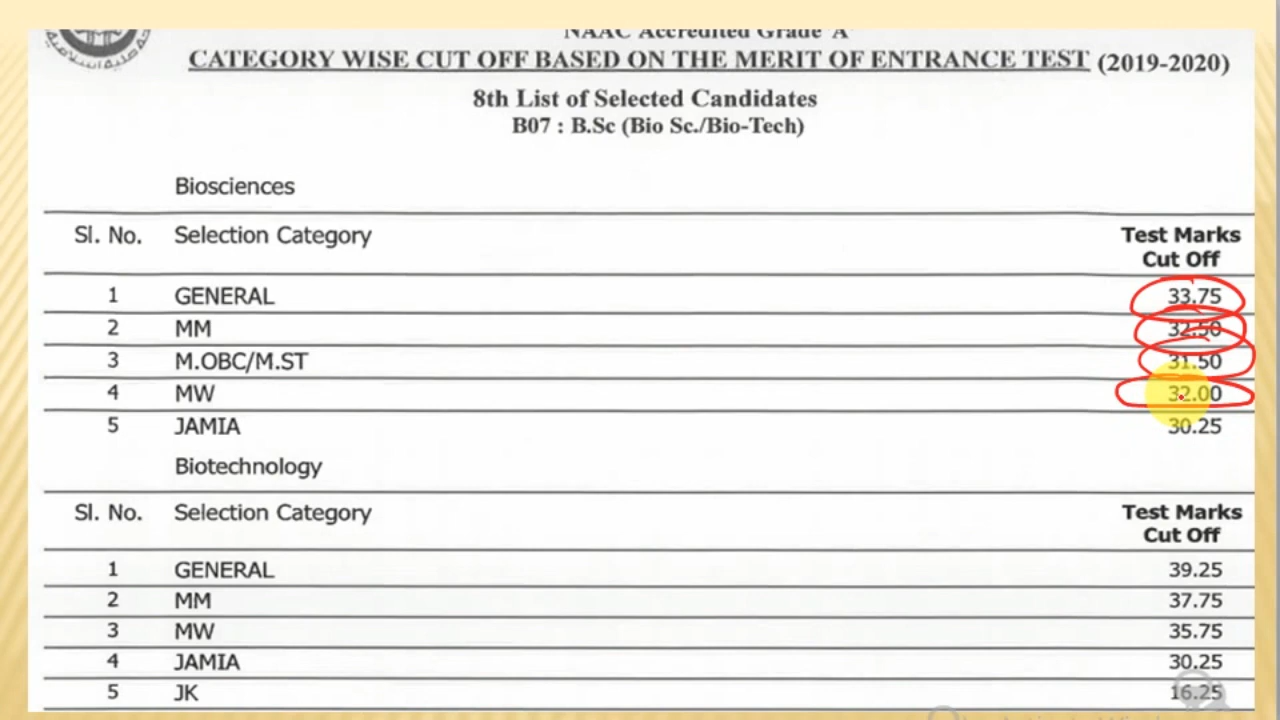 NAAC Accredited Grade 'A'
CATEGORY WISE CUT OFF BASED ON THE MERIT OF ENTRANCE TEST (2019-2020)
8th List of Selected Candidates
B07 : B.Sc (Bio Sc./Bio-Tech)
Biosciences
Sl. No. Selection Category Test Marks Cut Off
1 GENERAL 33.75
2 MM 32.50
3 M.OBC/M.ST 31.50
4 MW 32.00
5 JAMIA 30.25
Biotechnology
Sl. No. Selection Category Test Marks Cut Off
1 GENERAL 39.25
2 MM 37.75
3 MW 35.75
4 JAMIA 30.25
5 JK 16.25